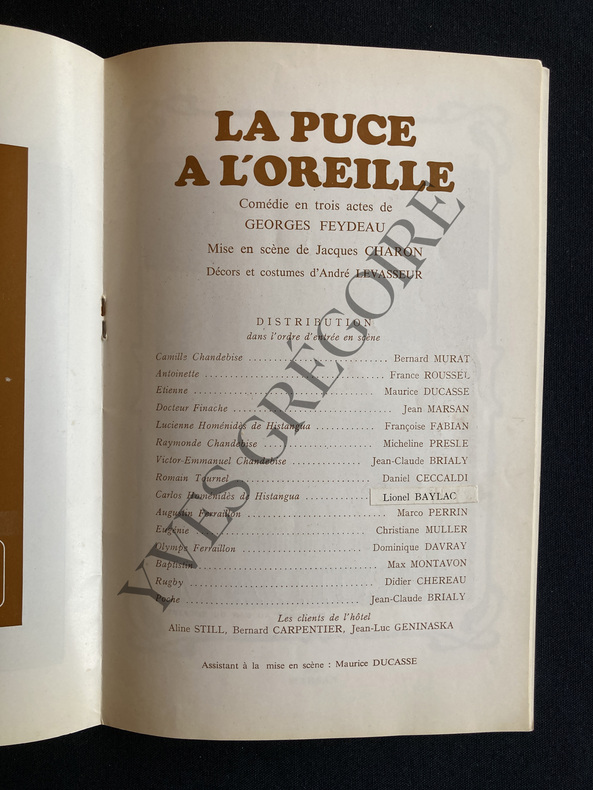 LA PUCE
A L'OREILLE
Comédie en trois actes de
GEORGES FEYDEAU
Mise en scène de Jacques CHARON
Décors et costumes d'André LEVASSEUR
DISTRIBUTION
dans l'ordre d'entrée en scène
Camille Chandebise .................................. Bernard MURAT
Antoinette .................................. France ROUSSEL
Etienne .................................. Maurice DUCASSE
Docteur Finache .................................. Jean MARSAN
Lucienne Homénidès de Histangua ............ Françoise FABIAN
Raymonde Chandebise .......................... Micheline PRESLE
Victor-Emmanuel Chandebise .................. Jean-Claude BRIALY
Romain Tournel .................................. Daniel CECCALDI
Carlos Homénidès de Histangua ............ Lionel BAYLAC
Augustin Ferraillon .................................. Marco PERRIN
Eugénie .................................. Christiane MULLER
Olympe Ferraillon .................................. Dominique DAVRAY
Baptistin .................................. Max MONTAVON
Rugby .................................. Didier CHEREAU
Poche .................................. Jean-Claude BRIALY
Les clients de l'hôtel
Aline STILL, Bernard CARPENTIER, Jean-Luc GENINASKA
Assistant à la mise en scène : Maurice DUCASSE
YVES GRÉGOIRE